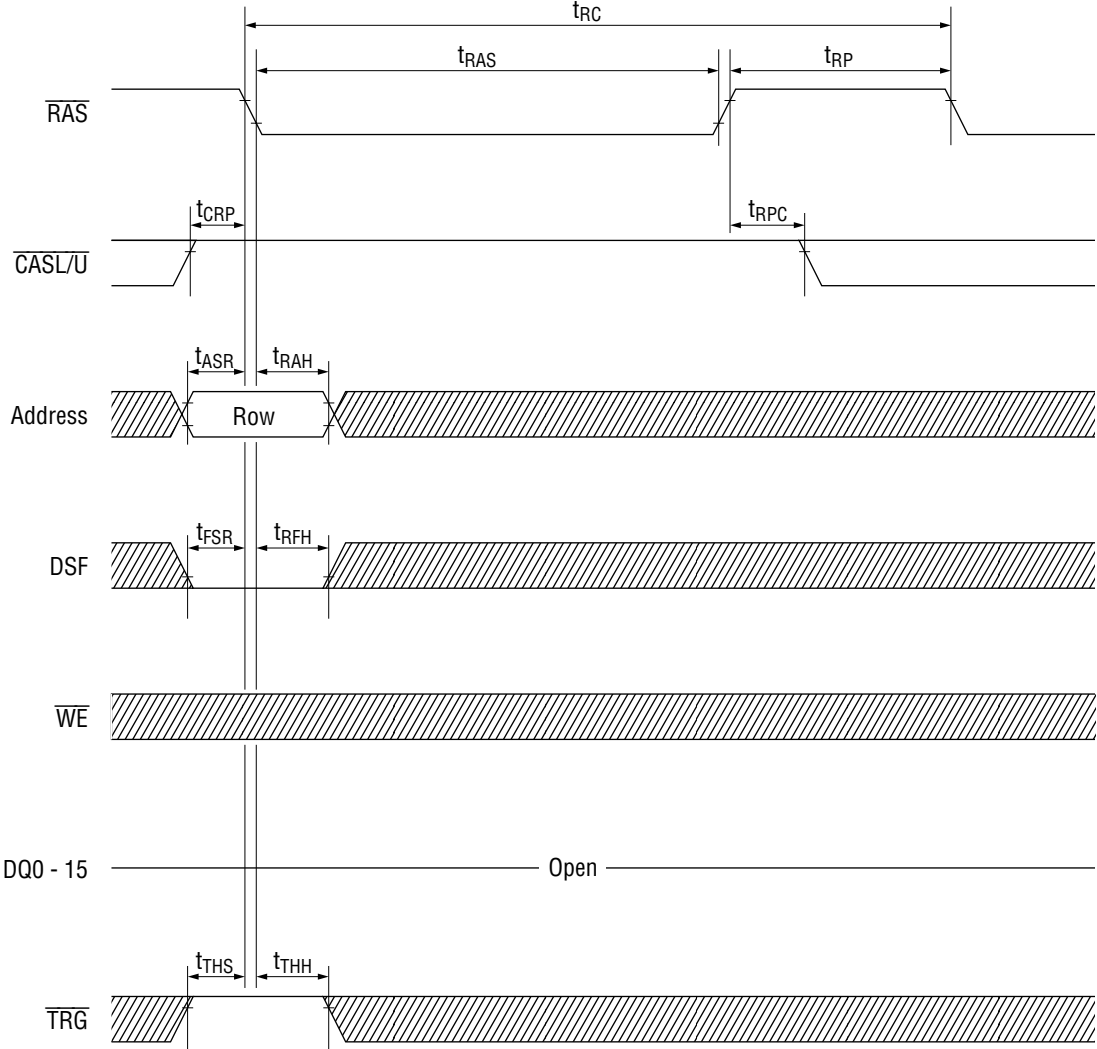 tRC
tRAS
tRP
RAS
tCRP
tRPC
CASL/U
tASR
tRAH
Address
Row
tFSR
tRFH
DSF
WE
DQ0 - 15
Open
tTHS
tTHH
TRG